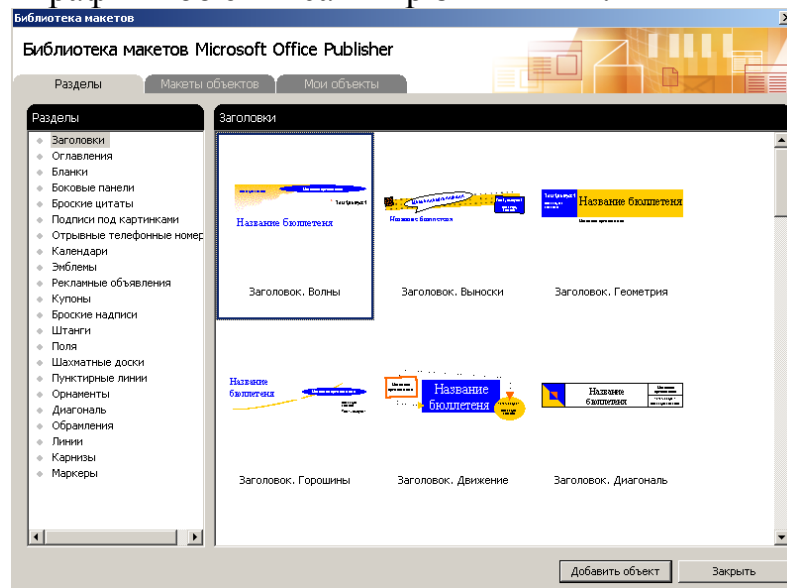 Библиотека макетов
Библиотека макетов Microsoft Office Publisher
Разделы
Макеты объектов
Мои объекты
Разделы
Заголовки
Оглавления
Бланки
Боковые панели
Броские цитаты
Подписи под картинками
Отрывные телефонные номер
Календари
Эмблемы
Рекламные объявления
Купоны
Броские надписи
Штанги
Поля
Шахматные доски
Пунктирные линии
Орнаменты
Диагональ
Обрамления
Линии
Карнизы
Маркеры
Заголовки
Название бюллетеня
Заголовок. Волны
Название бюллетеня
Заголовок. Выноски
Название бюллетеня
Заголовок. Геометрия
Название
бюллетеня
Заголовок. Горошины
Название
бюллетеня
Заголовок. Движение
Название
бюллетеня
Заголовок. Диагональ
Добавить объект
Закрыть